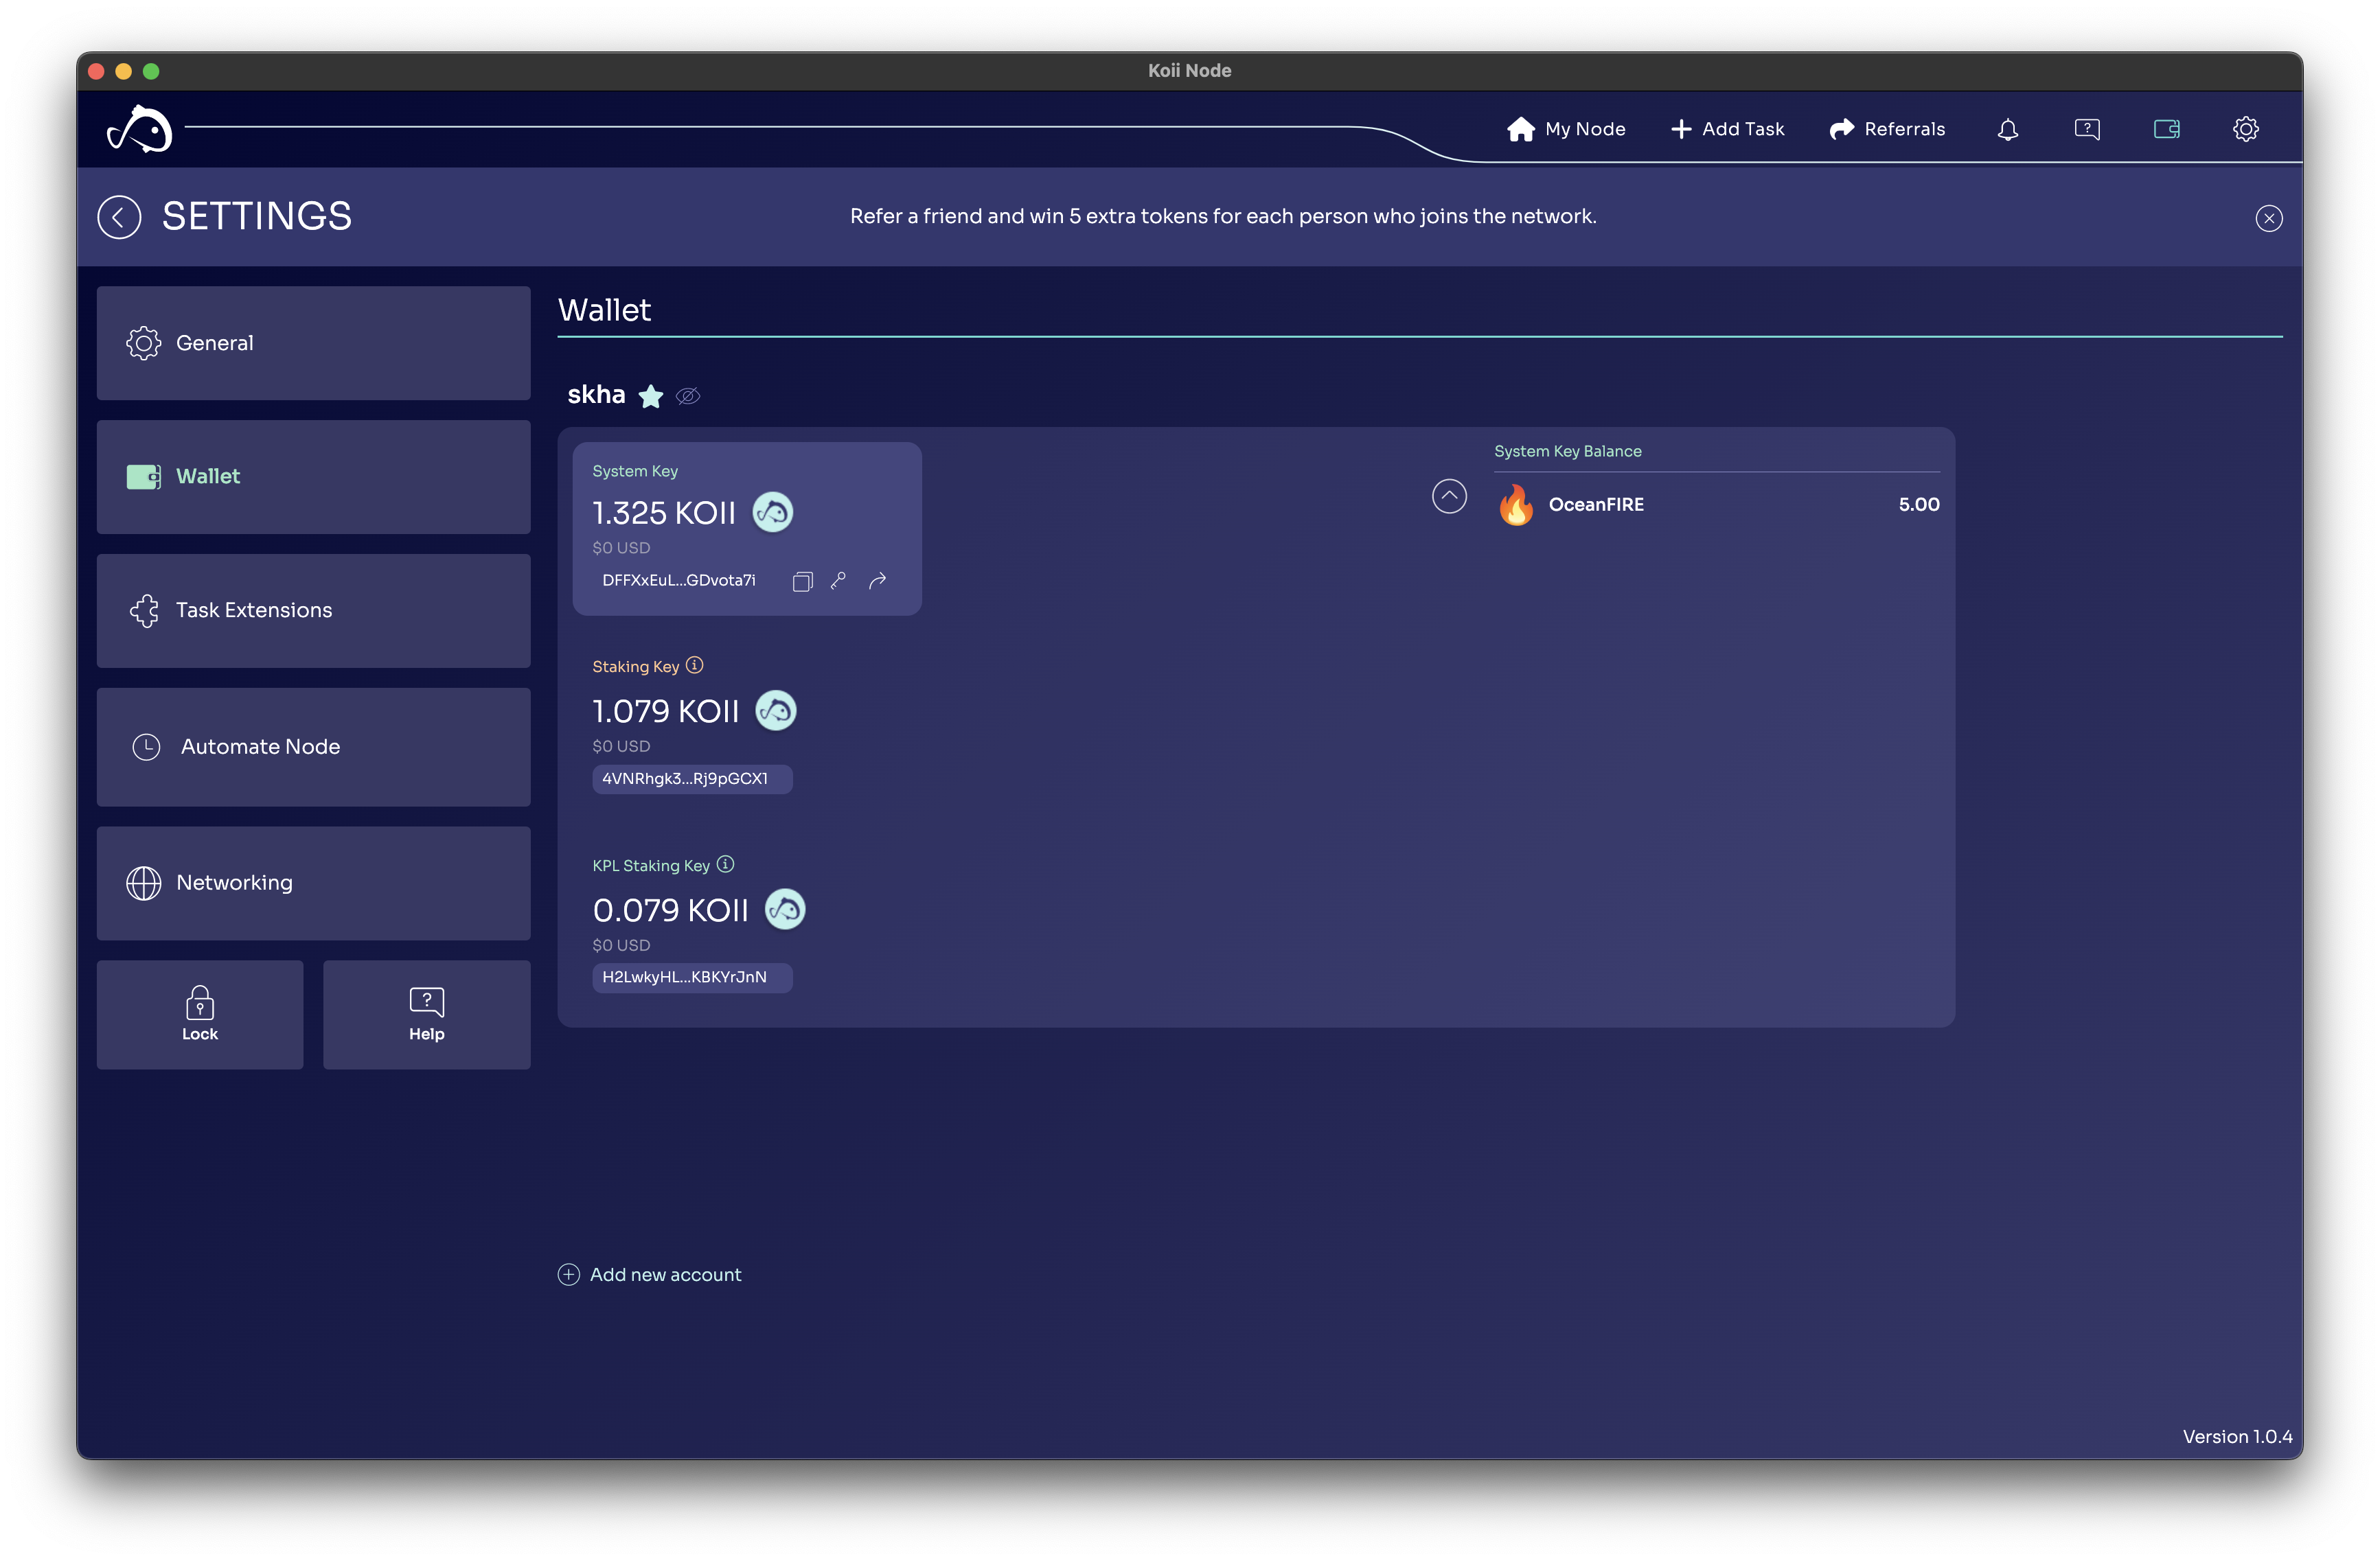 Koii Node
My Node
Add Task
Referrals
SETTINGS
Refer a friend and win 5 extra tokens for each person who joins the network.
General
Wallet
Task Extensions
Automate Node
Networking
Lock
Help
Wallet
skha
System Key
1.325 KOII
$0 USD
DFFXxEuL...GDvota7i
System Key Balance
OceanFIRE 5.00
Staking Key
1.079 KOII
$0 USD
4VNRhgk3...Rj9pGCX1
KPL Staking Key
0.079 KOII
$0 USD
H2LwkyHL...KBKYrJnN
Add new account
Version 1.0.4